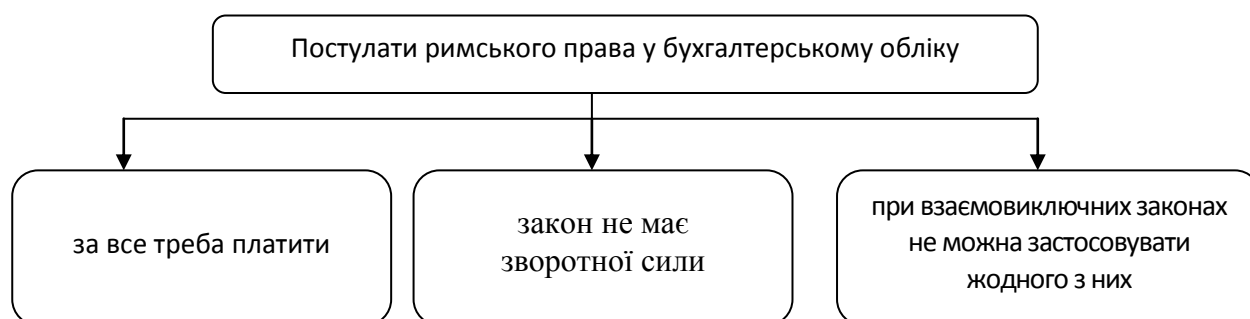 Постулати римського права у бухгалтерському обліку
за все треба платити
закон не має
зворотної сили
при взаємовиключних законах
не можна застосовувати
жодного з них